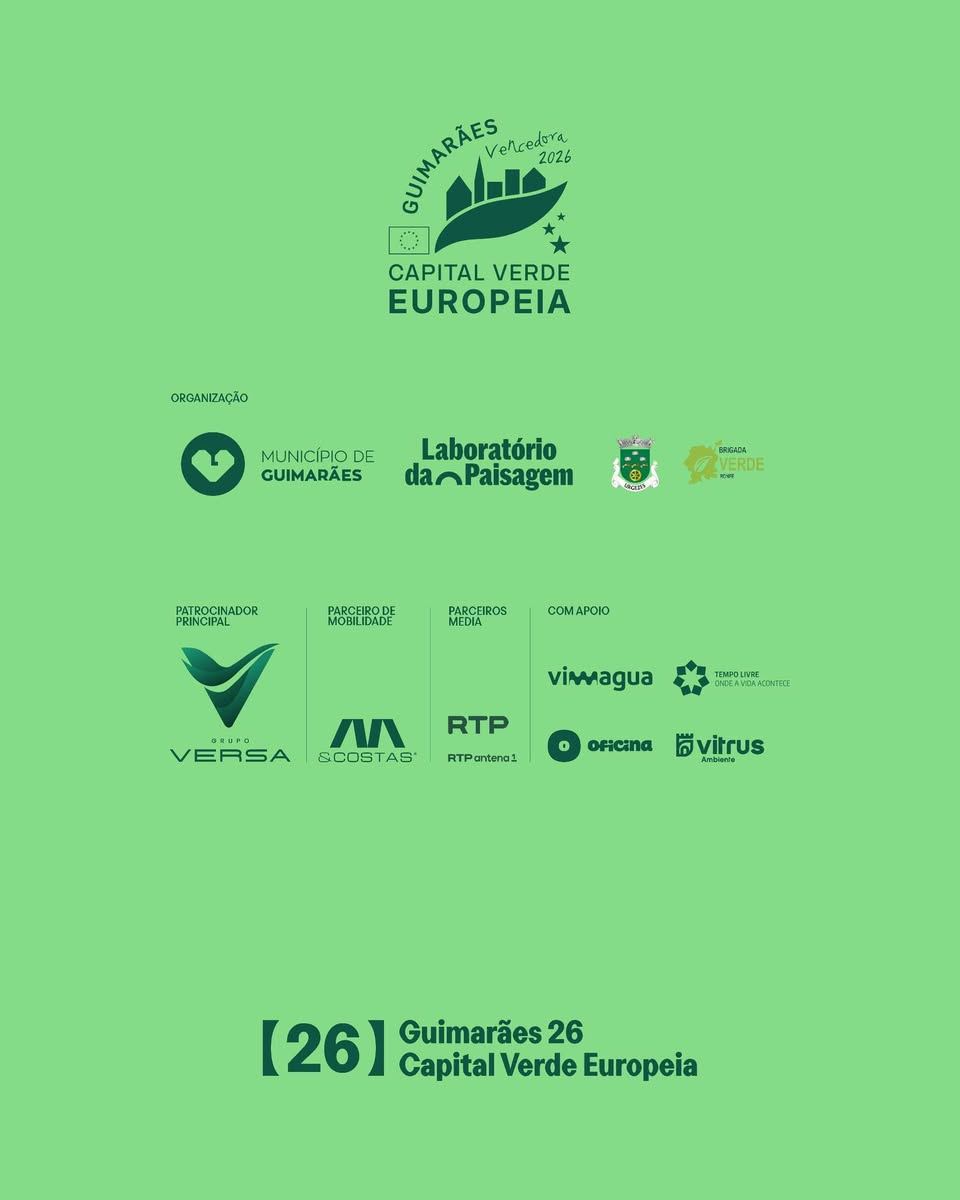 GUIMARÃES
Vencedora
2026
CAPITAL VERDE
EUROPEIA
ORGANIZAÇÃO
MUNICÍPIO DE
GUIMARÃES
Laboratório
da Paisagem
URGEZES
BRIGADA
VERDE
PATROCINADOR
PRINCIPAL
GRUPO
VERSA
PARCEIRO DE
MOBILIDADE
&COSTAS
PARCEIROS
MEDIA
RTP
RTP antena 1
COM APOIO
vimagua
TEMPO LIVRE
ONDE A VIDA ACONTECE
oficina
vitrus
Ambiente
【26】
Guimarães 26
Capital Verde Europeia